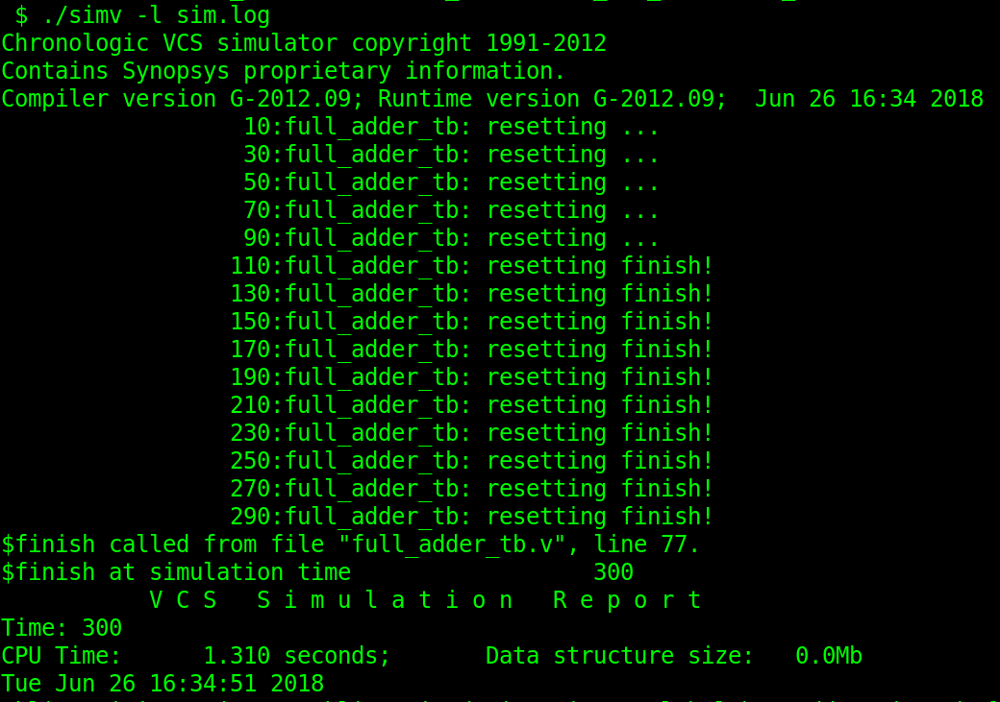 $ ./simv -l sim.log
Chronologic VCS simulator copyright 1991-2012
Contains Synopsys proprietary information.
Compiler version G-2012.09; Runtime version G-2012.09;  Jun 26 16:34 2018
                  10:full_adder_tb: resetting ...
                  30:full_adder_tb: resetting ...
                  50:full_adder_tb: resetting ...
                  70:full_adder_tb: resetting ...
                  90:full_adder_tb: resetting ...
                 110:full_adder_tb: resetting finish!
                 130:full_adder_tb: resetting finish!
                 150:full_adder_tb: resetting finish!
                 170:full_adder_tb: resetting finish!
                 190:full_adder_tb: resetting finish!
                 210:full_adder_tb: resetting finish!
                 230:full_adder_tb: resetting finish!
                 250:full_adder_tb: resetting finish!
                 270:full_adder_tb: resetting finish!
                 290:full_adder_tb: resetting finish!
$finish called from file "full_adder_tb.v", line 77.
$finish at simulation time                  300
           V C S   S i m u l a t i o n   R e p o r t
Time: 300
CPU Time:      1.310 seconds;       Data structure size:   0.0Mb
Tue Jun 26 16:34:51 2018